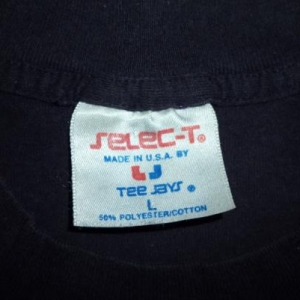 SELEC-T®
MADE IN U.S.A. BY
TEE JAYS ®
L
50% POLYESTER/COTTON